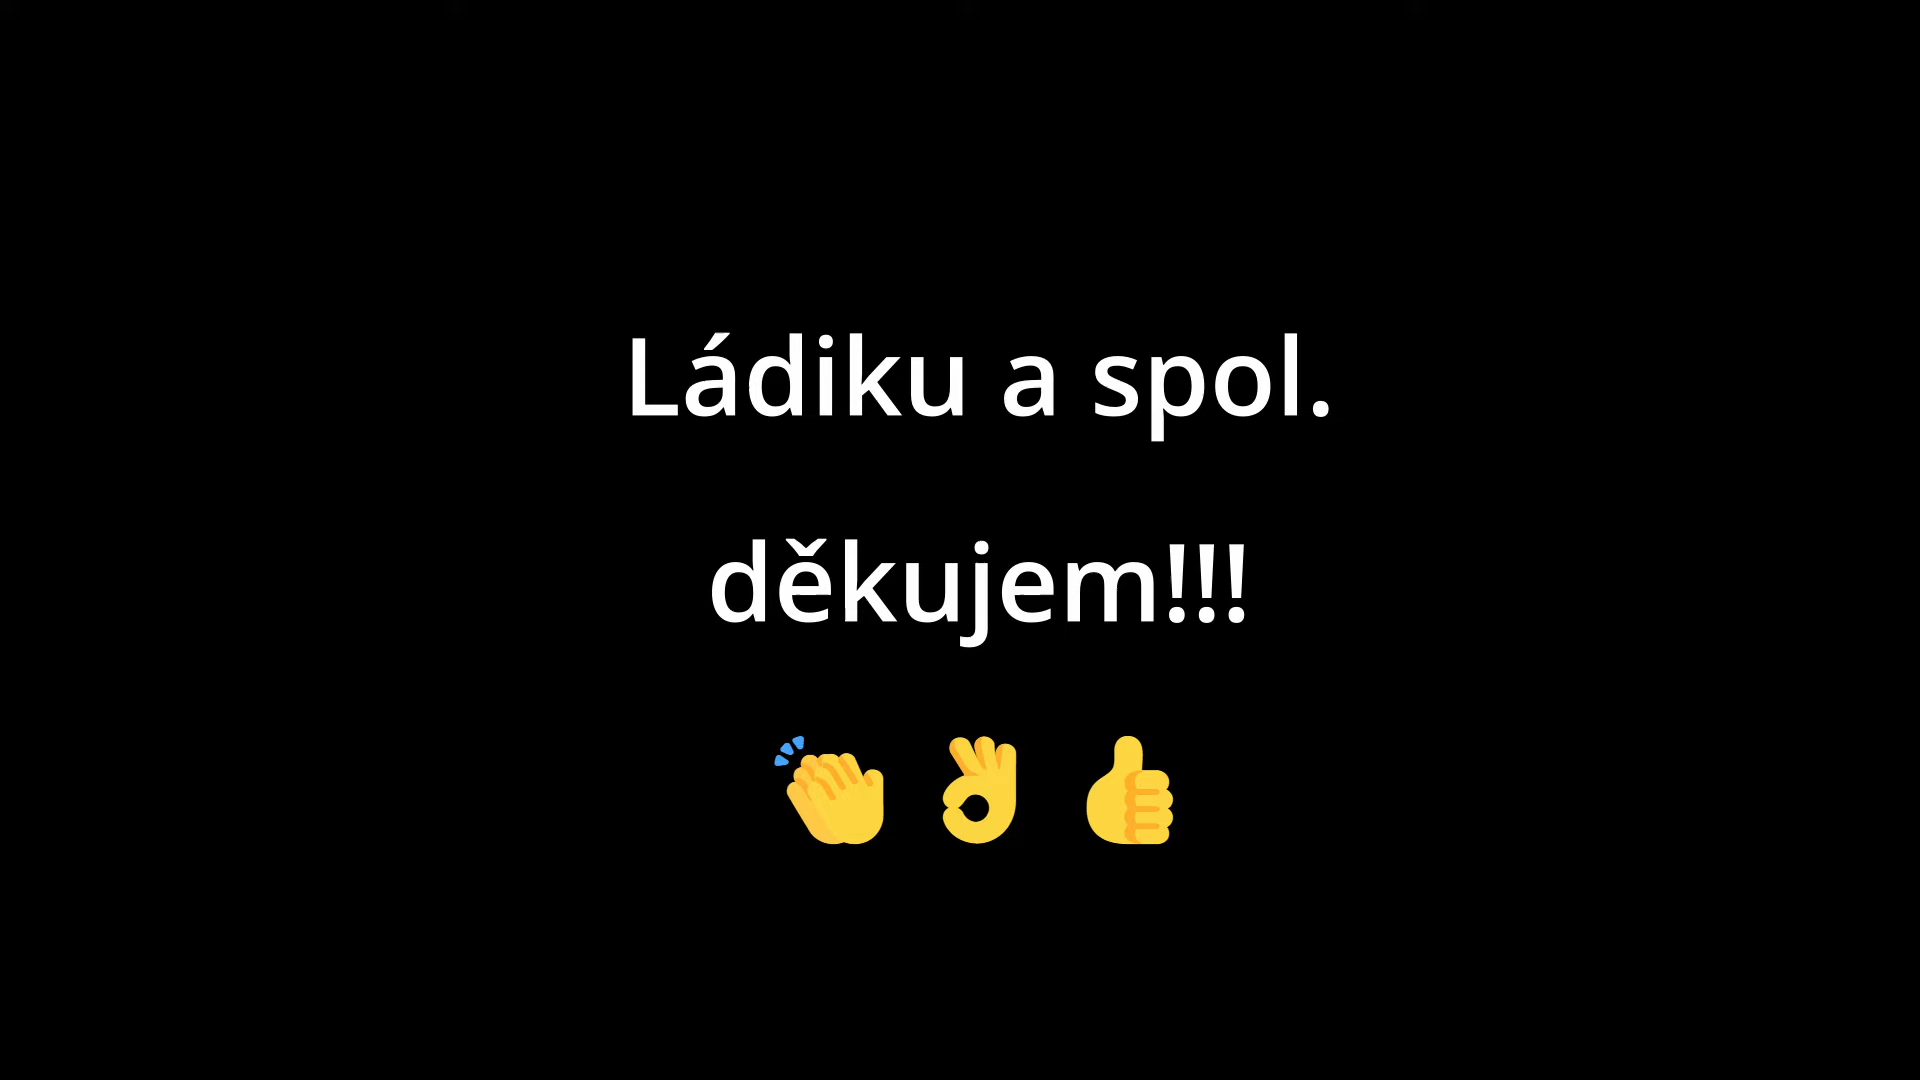 Ládiku a spol.
děkujem!!!
👏 👌 👍